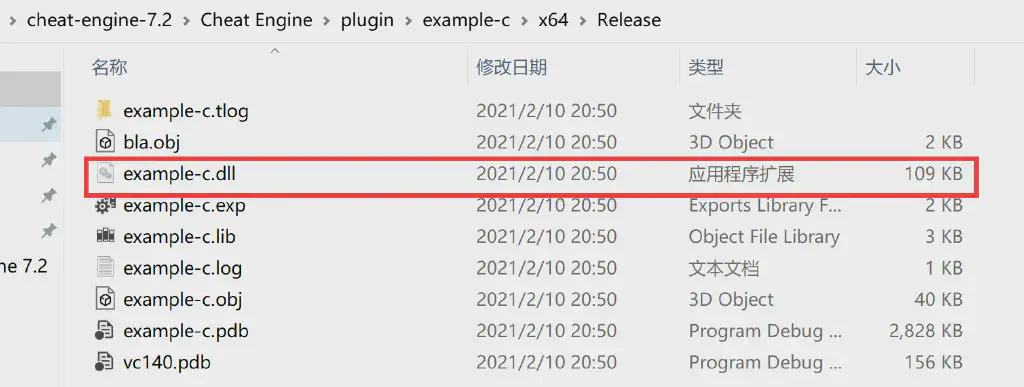 › cheat-engine-7.2 › Cheat Engine › plugin › example-c › x64 › Release
名称 修改日期 类型 大小
example-c.tlog 2021/2/10 20:50 文件夹
bla.obj 2021/2/10 20:50 3D Object 2 KB
example-c.dll 2021/2/10 20:50 应用程序扩展 109 KB
example-c.exp 2021/2/10 20:50 Exports Library F... 2 KB
example-c.lib 2021/2/10 20:50 Object File Library 3 KB
ne 7.2 example-c.log 2021/2/10 20:50 文本文档 1 KB
example-c.obj 2021/2/10 20:50 3D Object 40 KB
example-c.pdb 2021/2/10 20:50 Program Debug ... 2,828 KB
vc140.pdb 2021/2/10 20:50 Program Debug ... 156 KB